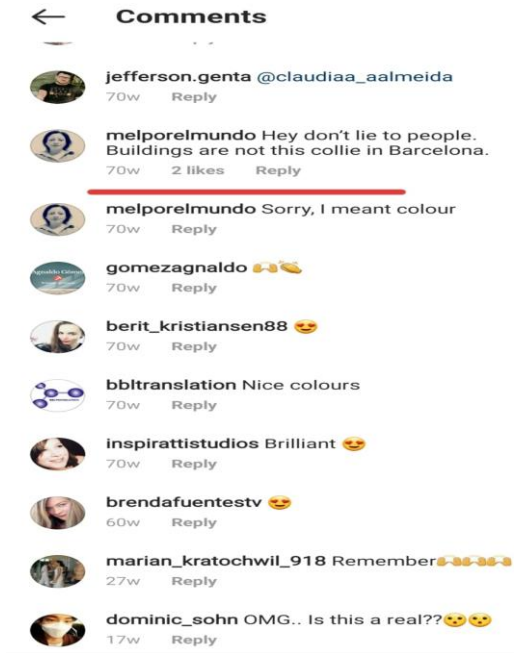 Comments
jefferson.genta @claudiaa_aalmeida
70w Reply
melporelmundo Hey don't lie to people.
Buildings are not this collie in Barcelona.
70w 2 likes Reply
melporelmundo Sorry, I meant colour
70w Reply
gomezagnaldo 🙌👏
70w Reply
berit_kristiansen88 😍
70w Reply
bbltranslation Nice colours
70w Reply
inspirattistudios Brilliant 😍
70w Reply
brendafuentestv 😍
60w Reply
marian_kratochwil_918 Remember🙌🙌🙌
27w Reply
dominic_sohn OMG.. Is this a real??😯😯
17w Reply